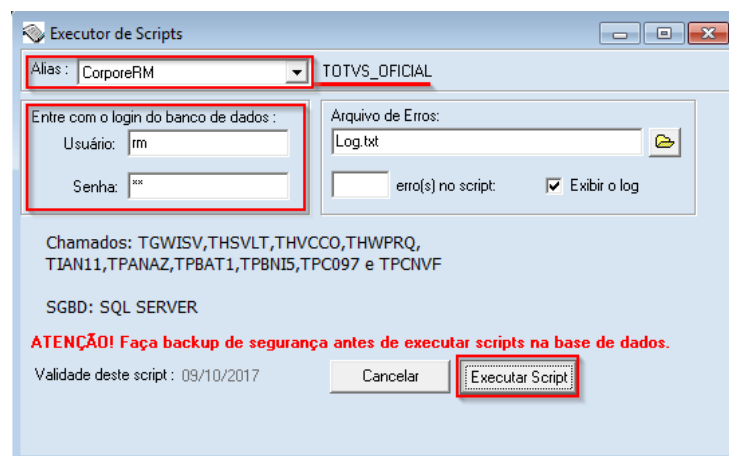 Executor de Scripts
Alias : CorporeRM TOTVS_OFICIAL
Entre com o login do banco de dados :
Usuário: rm
Senha: **
Arquivo de Erros:
Log.txt
erro(s) no script: Exibir o log
Chamados: TGWISV,THSVLT,THVCCO,THWPRQ,
TIAN11,TPANAZ,TPBAT1,TPBNI5,TPC097 e TPCNVF
SGBD: SQL SERVER
ATENÇÃO! Faça backup de segurança antes de executar scripts na base de dados.
Validade deste script : 09/10/2017 Cancelar Executar Script